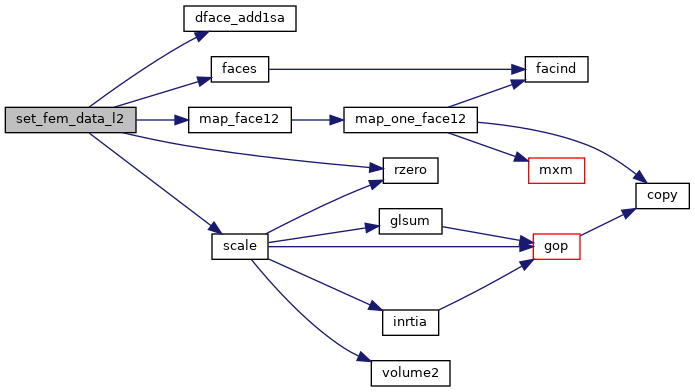 dface_add1sa
faces
facind
set_fem_data_l2
map_face12
map_one_face12
rzero
mxm
copy
glsum
scale
gop
inrtia
volume2